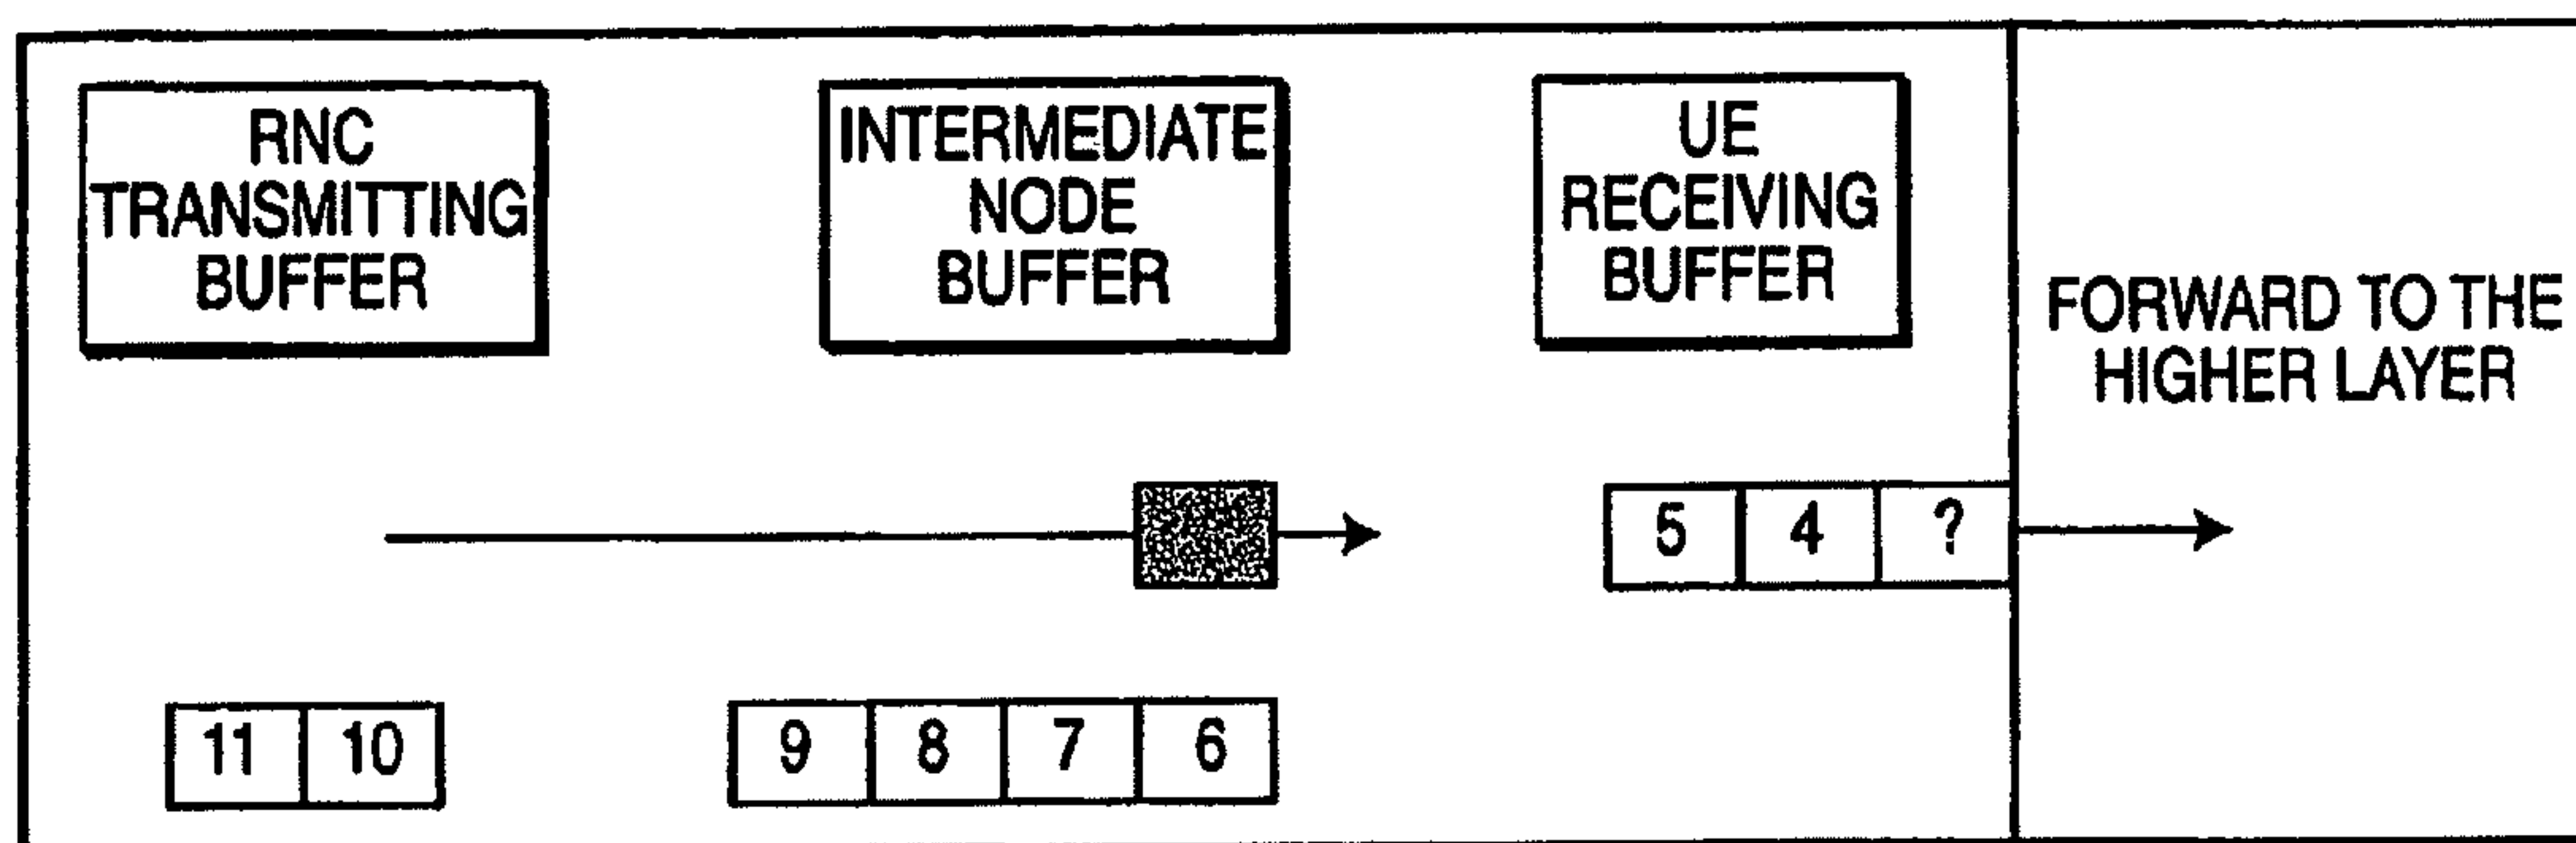 RNC
TRANSMITTING
BUFFER
INTERMEDIATE
NODE
BUFFER
UE
RECEIVING
BUFFER
FORWARD TO THE
HIGHER LAYER
5 4 ?
11 10
9 8 7 6